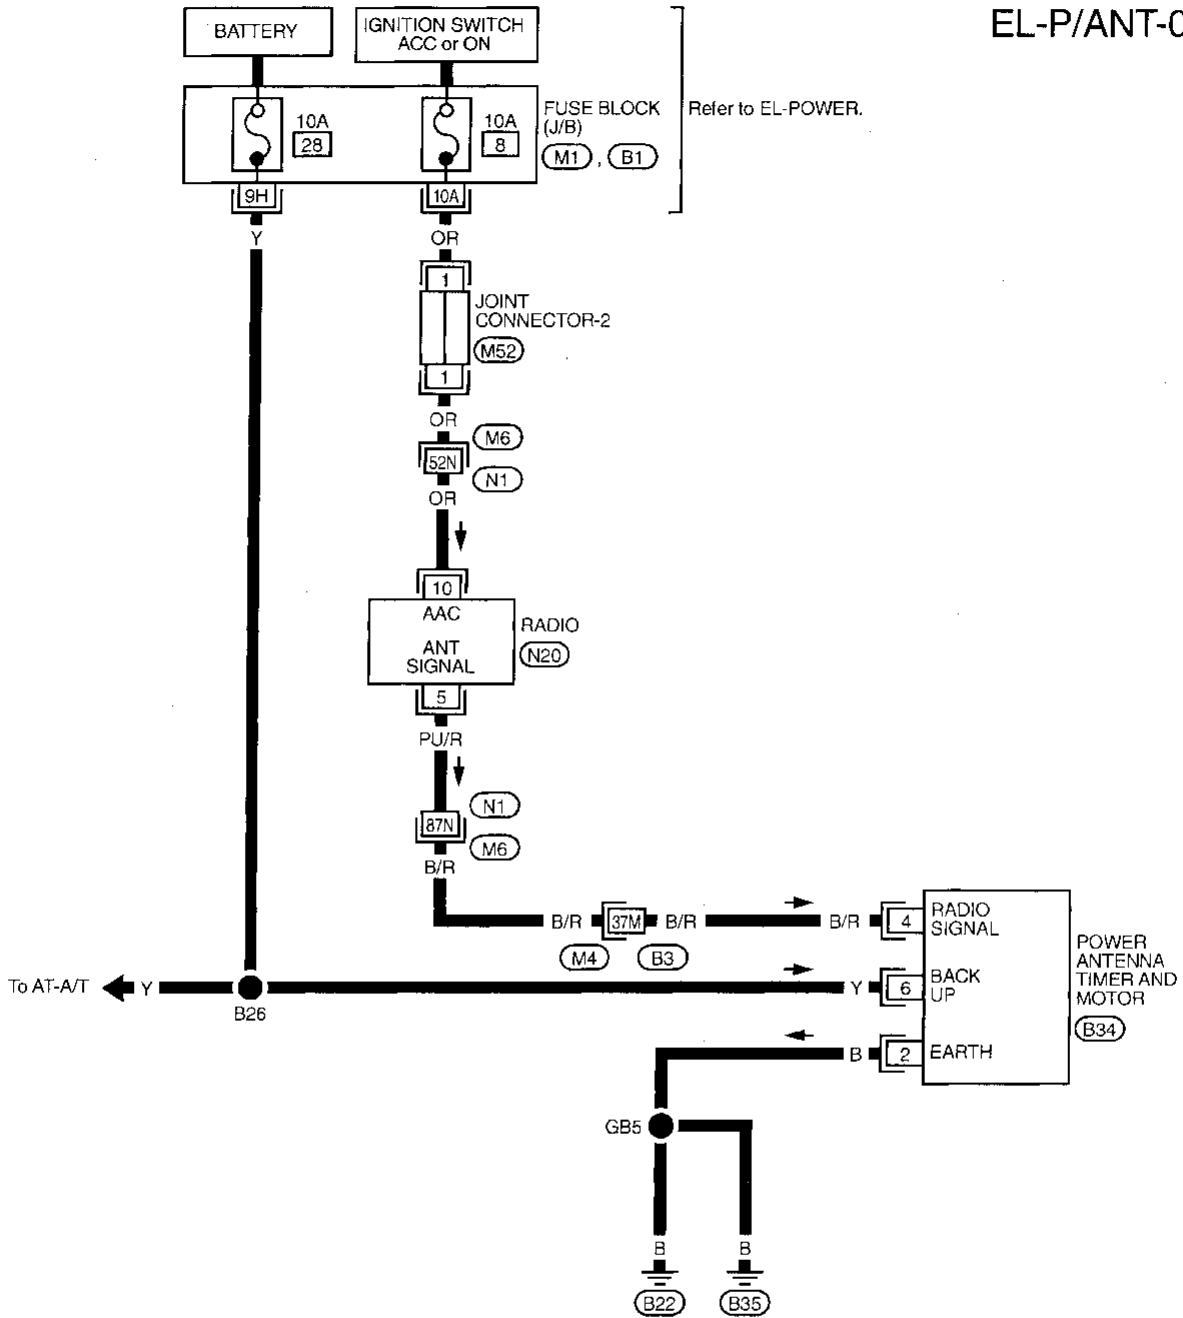 EL-P/ANT-0
BATTERY
IGNITION SWITCH
ACC or ON
10A
28
10A
8
FUSE BLOCK
(J/B)
M1 , B1
Refer to EL-POWER.
9H
10A
Y
OR
1
JOINT
CONNECTOR-2
M52
1
OR
M6
52N
N1
OR
10
AAC
RADIO
N20
ANT
SIGNAL
5
PU/R
N1
87N
M6
B/R
B/R
37M
B/R
B/R
4
RADIO
SIGNAL
M4
B3
POWER
ANTENNA
TIMER AND
MOTOR
B34
To AT-A/T
Y
B26
Y
6
BACK
UP
B
2
EARTH
GB5
B
B
B22
B35